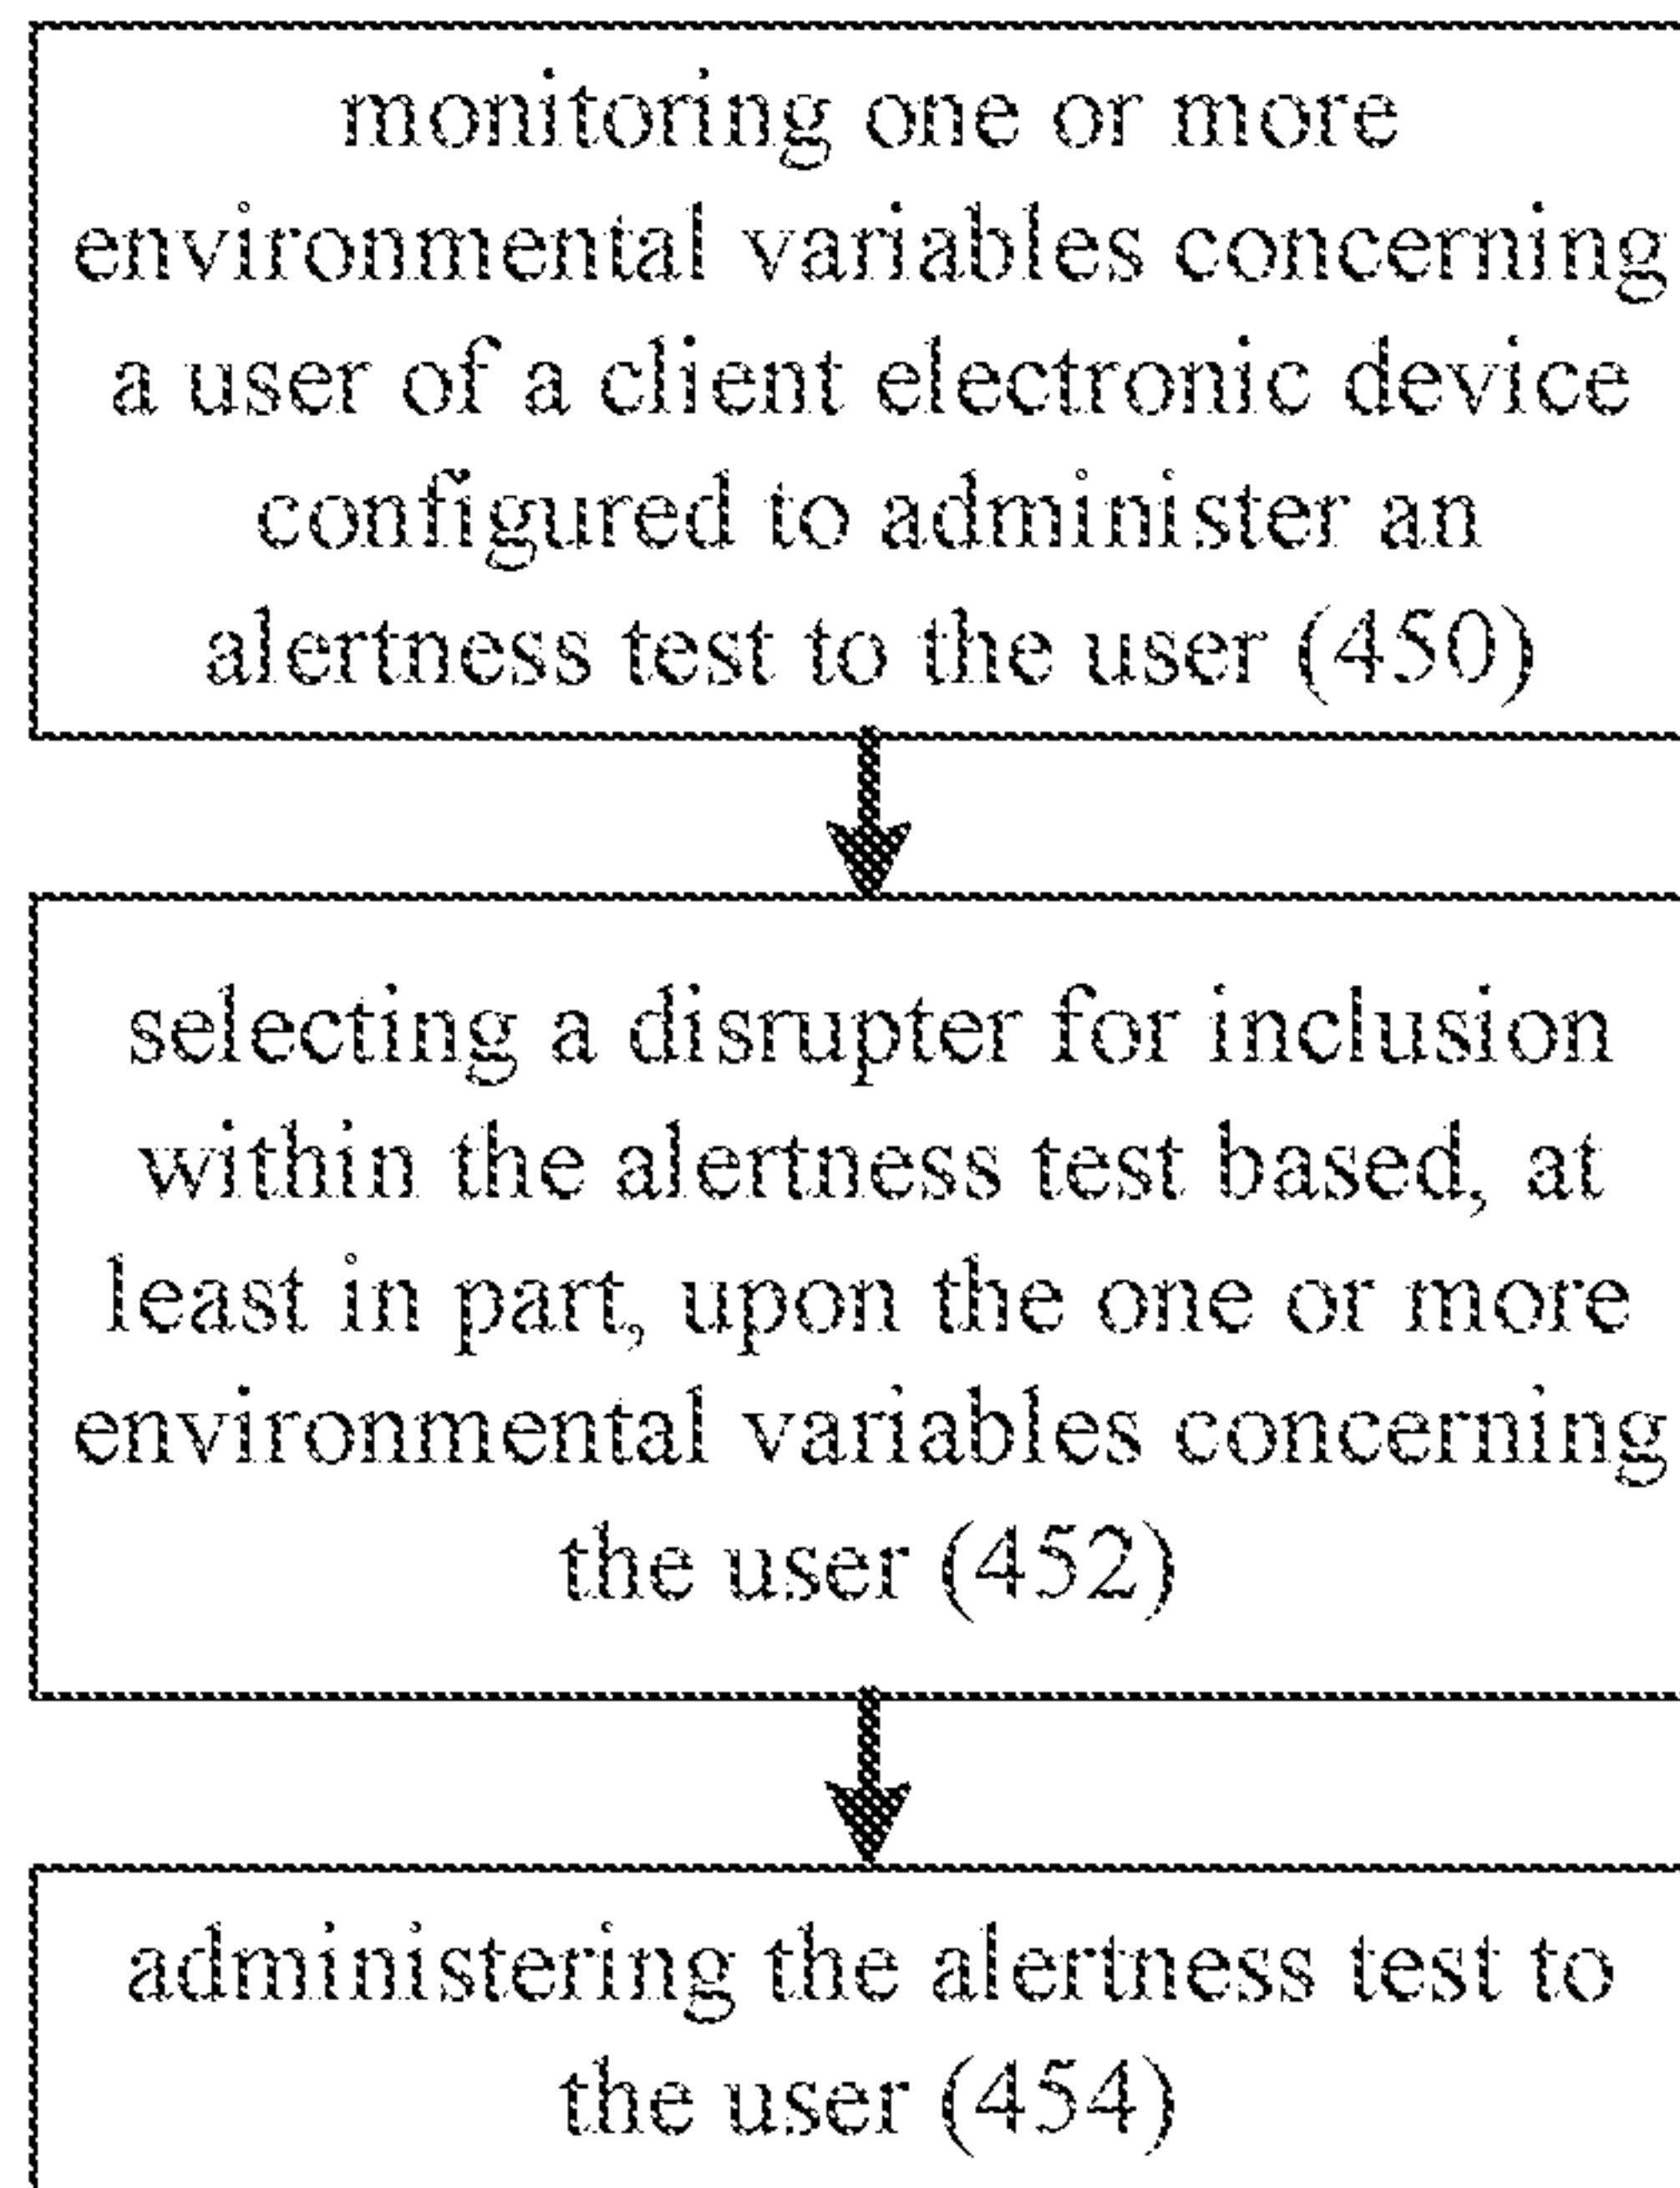 monitoring one or more
environmental variables concerning
a user of a client electronic device
configured to administer an
alertness test to the user (450)
selecting a disrupter for inclusion
within the alertness test based, at
least in part, upon the one or more
environmental variables concerning
the user (452)
administering the alertness test to
the user (454)